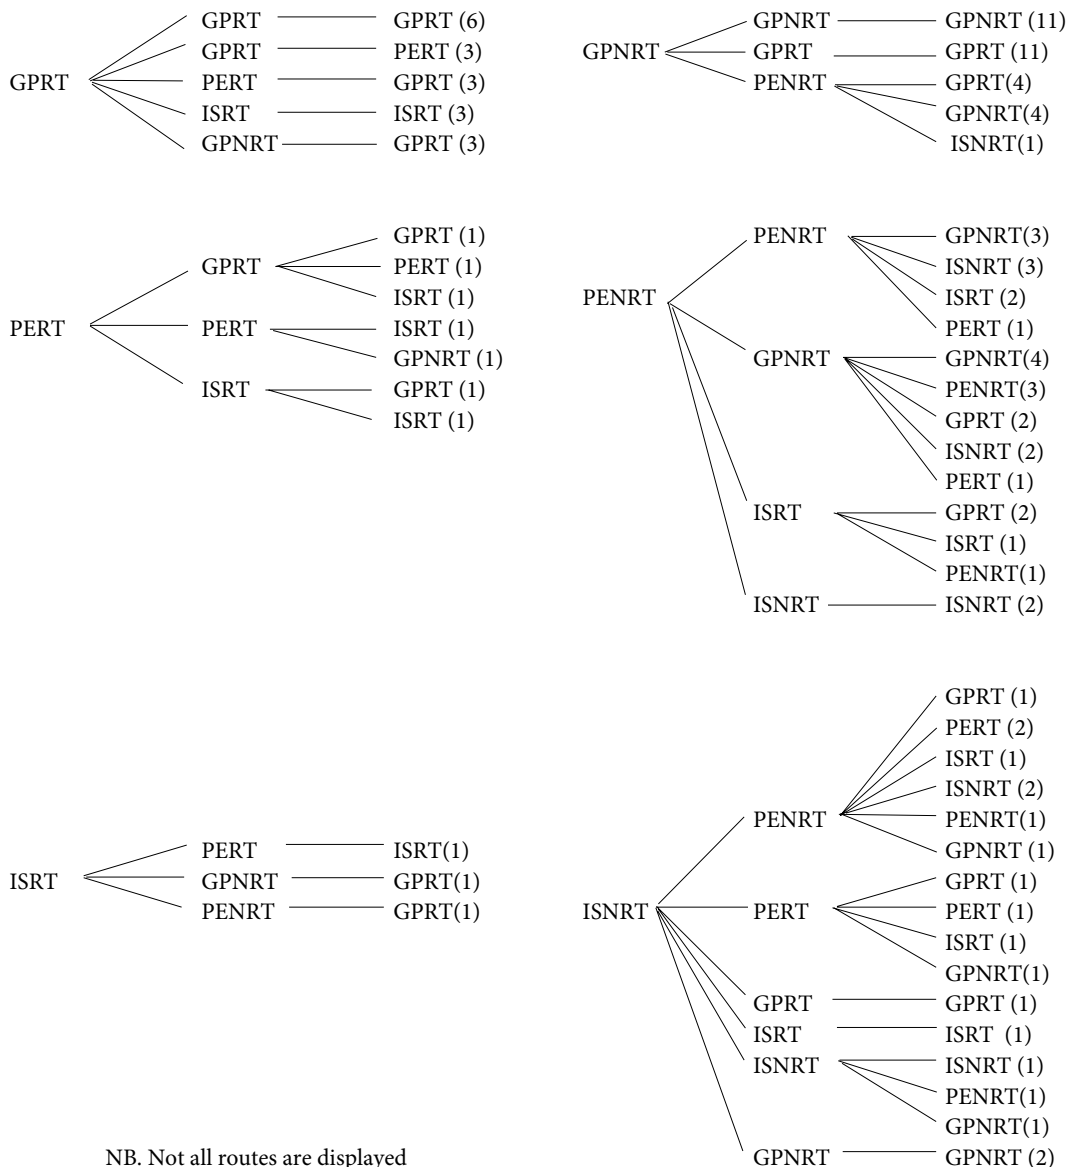 GPRT
GPRT
GPRT (6)
GPRT
PERT (3)
PERT
GPRT (3)
ISRT
ISRT (3)
GPNRT
GPRT (3)
GPNRT
GPNRT
GPNRT (11)
GPRT
GPRT (11)
PENRT
GPRT(4)
GPNRT(4)
ISNRT(1)
PERT
GPRT
GPRT (1)
PERT (1)
ISRT (1)
PERT
ISRT (1)
GPNRT (1)
ISRT
GPRT (1)
ISRT (1)
PENRT
PENRT
GPNRT(3)
ISNRT (3)
ISRT (2)
PERT (1)
GPNRT
GPNRT(4)
PENRT(3)
GPRT (2)
ISNRT (2)
PERT (1)
ISRT
GPRT (2)
ISRT (1)
PENRT(1)
ISNRT
ISNRT (2)
ISRT
PERT
ISRT(1)
GPNRT
GPRT(1)
PENRT
GPRT(1)
ISNRT
PENRT
GPRT (1)
PERT (2)
ISRT (1)
ISNRT (2)
PENRT(1)
GPNRT (1)
PERT
GPRT (1)
PERT (1)
ISRT (1)
GPNRT(1)
GPRT
GPRT (1)
ISRT
ISRT (1)
ISNRT
ISNRT (1)
PENRT(1)
GPNRT(1)
GPNRT
GPNRT (2)
NB. Not all routes are displayed